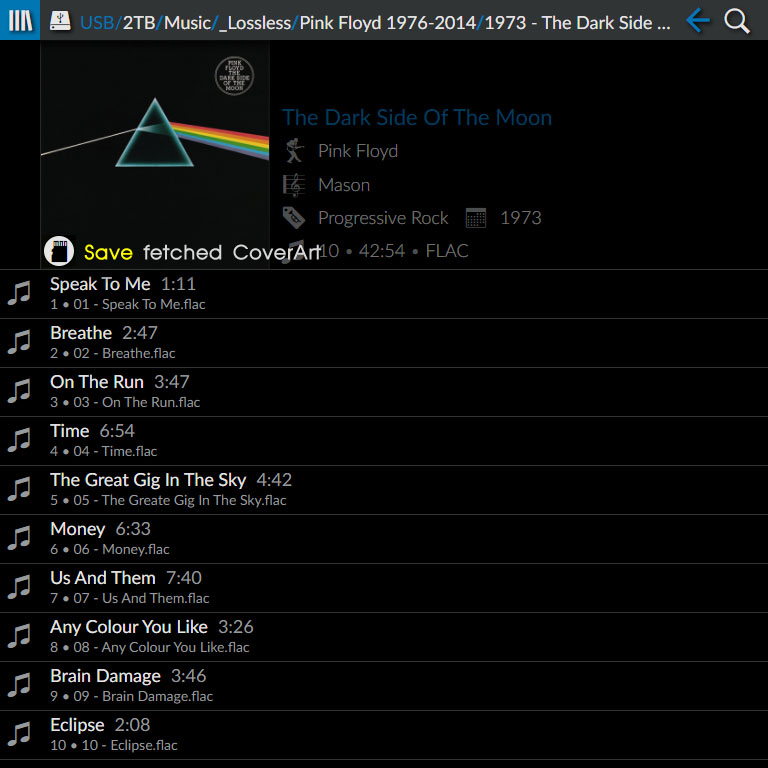 USB/2TB/Music/_Lossless/Pink Floyd 1976-2014/1973 - The Dark Side ...
PINK
FLOYD
THE
DARK SIDE
OF THE
MOON
The Dark Side Of The Moon
Pink Floyd
Mason
Progressive Rock 1973
Save fetched CoverArt
10 • 42:54 • FLAC
Speak To Me 1:11
1 • 01 - Speak To Me.flac
Breathe 2:47
2 • 02 - Breathe.flac
On The Run 3:47
3 • 03 - On The Run.flac
Time 6:54
4 • 04 - Time.flac
The Great Gig In The Sky 4:42
5 • 05 - The Greate Gig In The Sky.flac
Money 6:33
6 • 06 - Money.flac
Us And Them 7:40
7 • 07 - Us And Them.flac
Any Colour You Like 3:26
8 • 08 - Any Colour You Like.flac
Brain Damage 3:46
9 • 09 - Brain Damage.flac
Eclipse 2:08
10 • 10 - Eclipse.flac